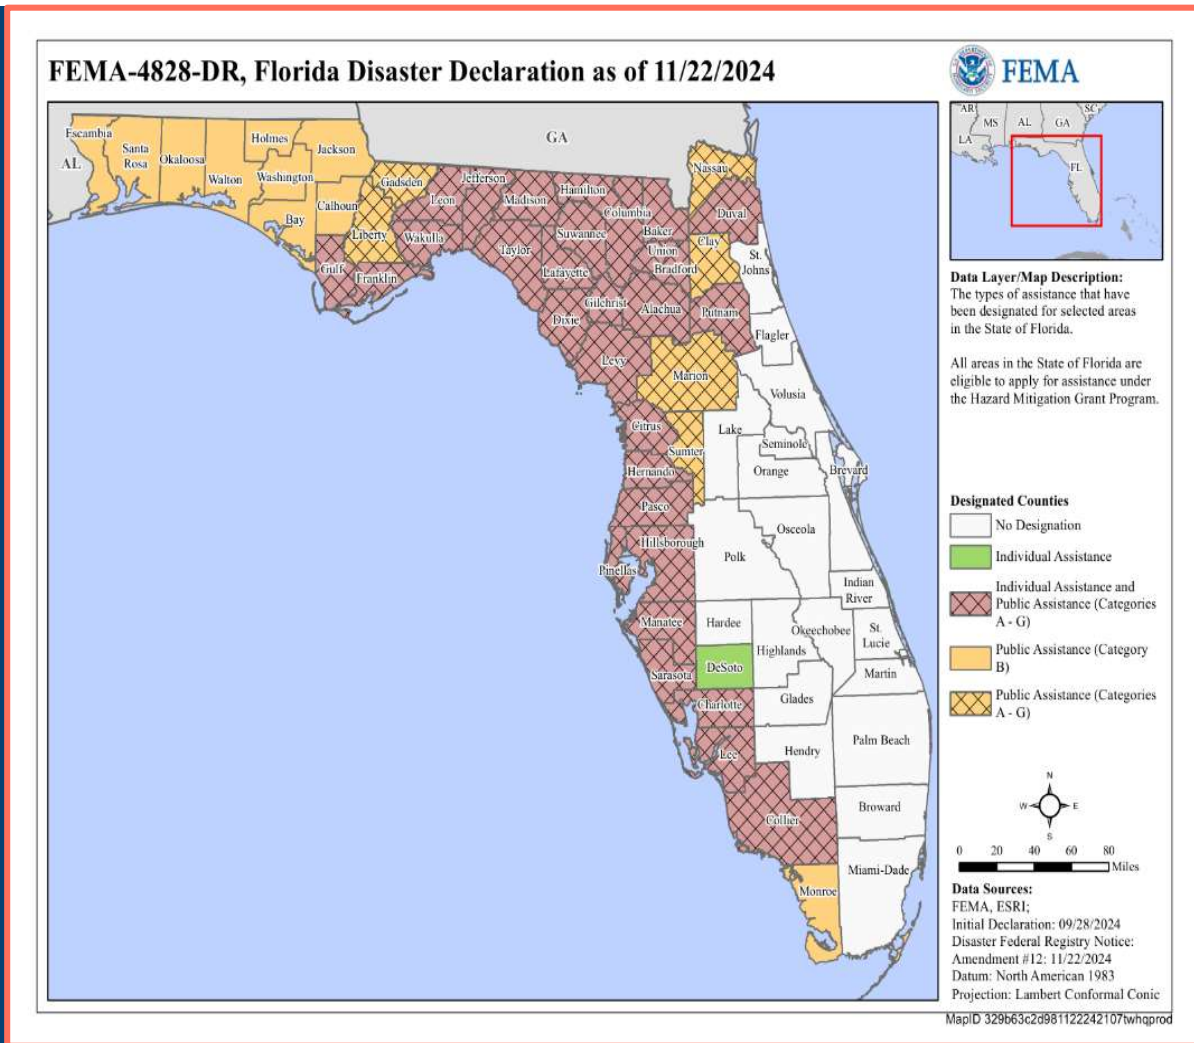 FEMA-4828-DR, Florida Disaster Declaration as of 11/22/2024
FEMA
AL
GA
Escambia
Santa
Rosa
Okaloosa
Walton
Holmes
Washington
Jackson
Bay
Calhoun
Gulf
Gadsden
Liberty
Franklin
Leon
Wakulla
Jefferson
Madison
Taylor
Hamilton
Suwannee
Lafayette
Dixie
Columbia
Gilchrist
Baker
Union
Bradford
Alachua
Levy
Nassau
Duval
Clay
St.
Johns
Putnam
Flagler
Marion
Volusia
Citrus
Sumter
Lake
Seminole
Orange
Brevard
Hernando
Pasco
Hillsborough
Pinellas
Polk
Osceola
Indian
River
Manatee
Hardee
Highlands
Okeechobee
St.
Lucie
Sarasota
DeSoto
Martin
Charlotte
Glades
Lee
Hendry
Palm Beach
Collier
Broward
Monroe
Miami-Dade
AR
MS
AL
GA
SC
LA
FL
Data Layer/Map Description:
The types of assistance that have
been designated for selected areas
in the State of Florida.
All areas in the State of Florida are
eligible to apply for assistance under
the Hazard Mitigation Grant Program.
Designated Counties
No Designation
Individual Assistance
Individual Assistance and
Public Assistance (Categories
A - G)
Public Assistance (Category
B)
Public Assistance (Categories
A - G)
N
W
E
S
0 20 40 60 80
Miles
Data Sources:
FEMA, ESRI;
Initial Declaration: 09/28/2024
Disaster Federal Registry Notice:
Amendment #12: 11/22/2024
Datum: North American 1983
Projection: Lambert Conformal Conic
MapID 329b63c2d981122242107twhqprod